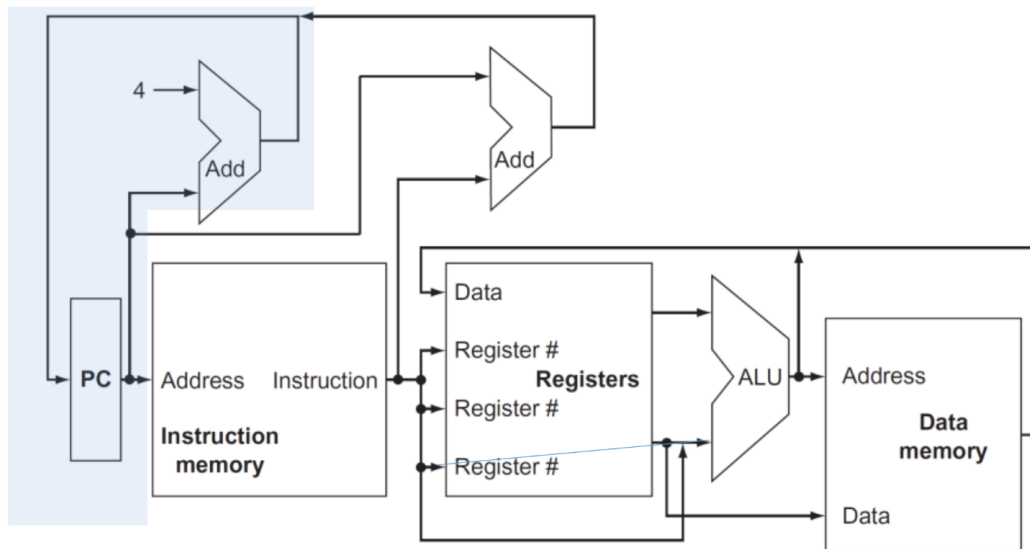 4
Add
Add
PC
Address
Instruction
Instruction
memory
Data
Register #
Register #
Register #
Registers
ALU
Address
Data
memory
Data